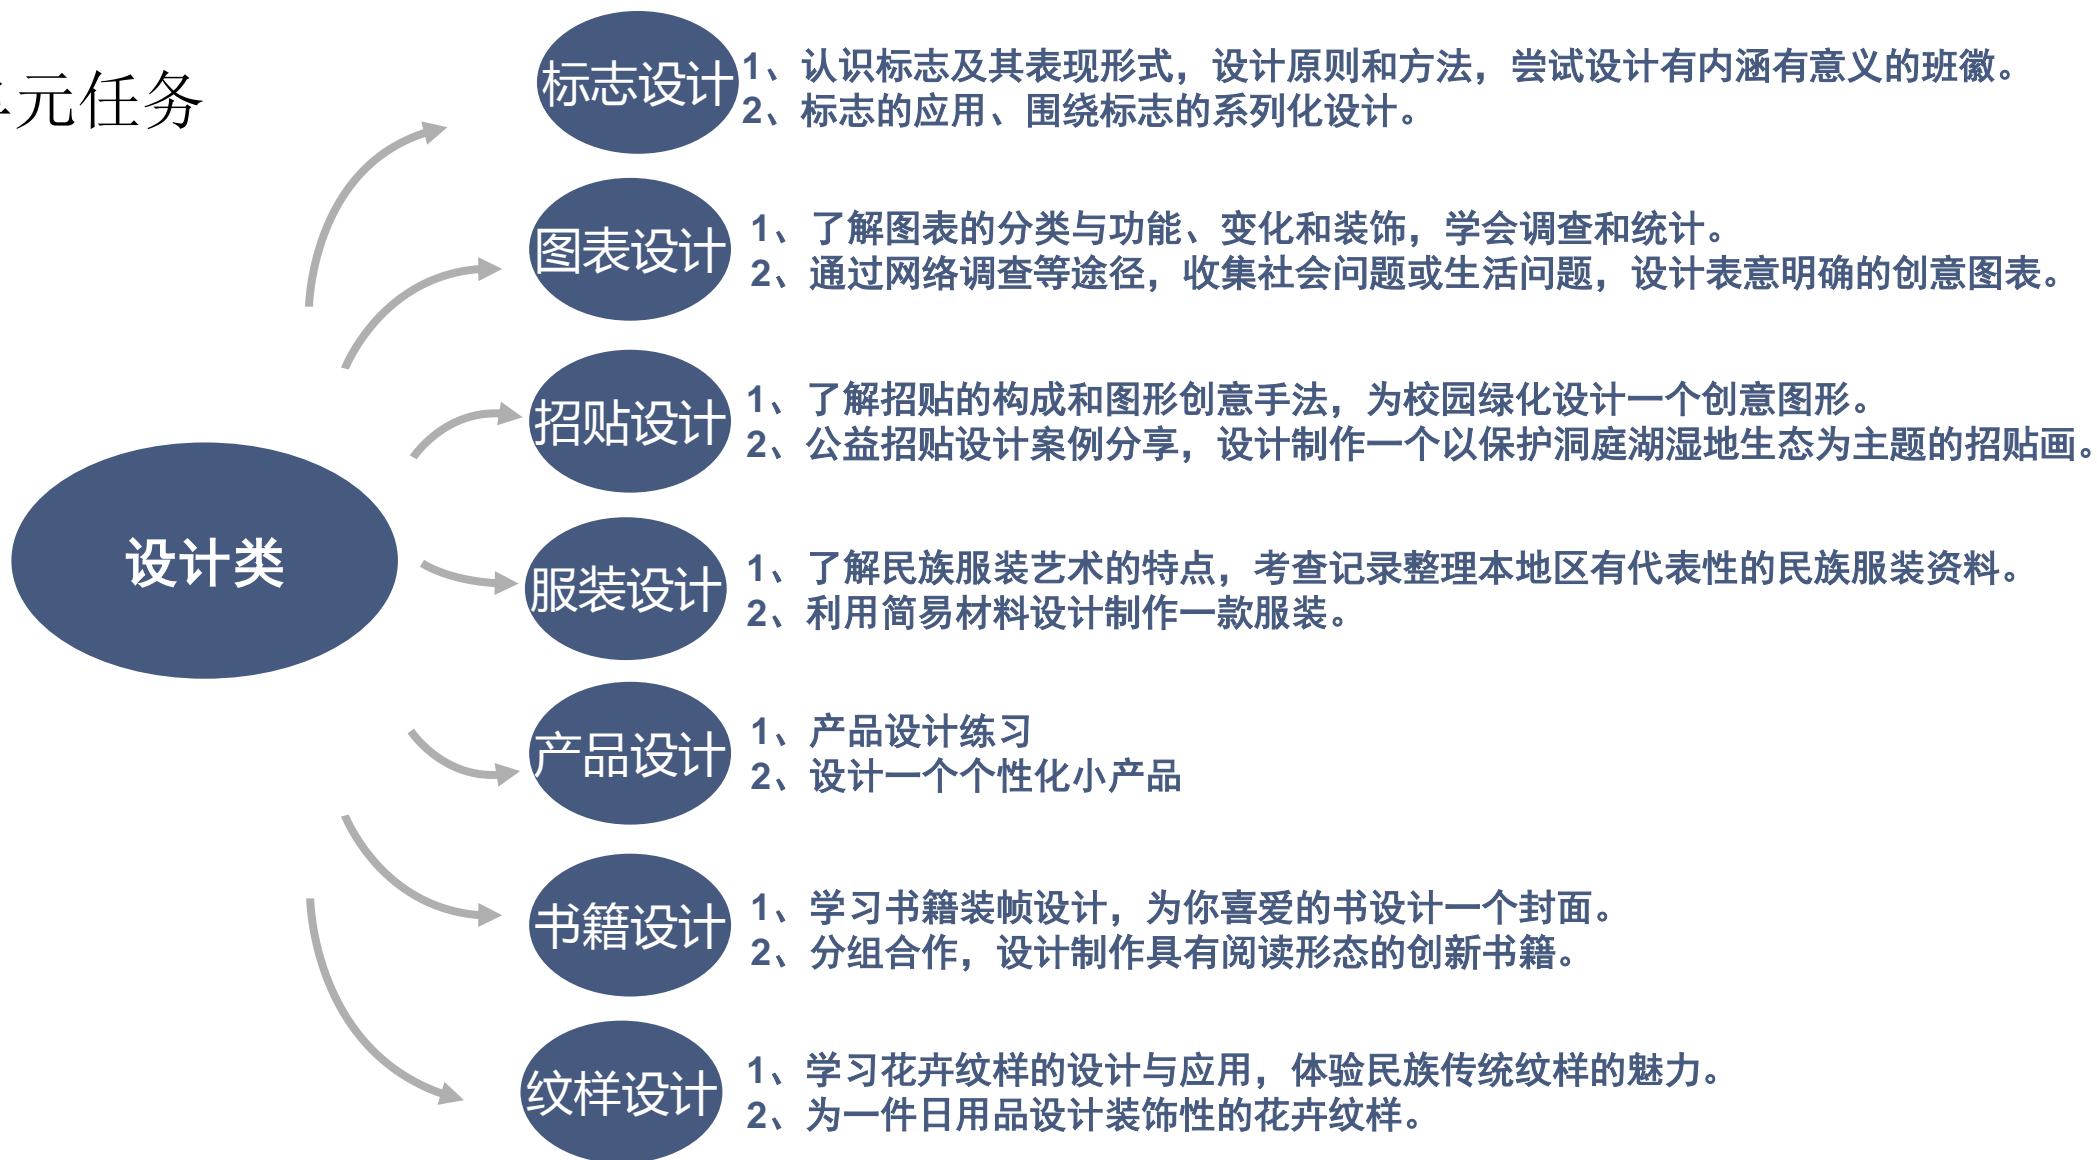 元任务
标志设计
1、认识标志及其表现形式，设计原则和方法，尝试设计有内涵有意义的班徽。
2、标志的应用、围绕标志的系列化设计。
图表设计
1、了解图表的分类与功能、变化和装饰，学会调查和统计。
2、通过网络调查等途径，收集社会问题或生活问题，设计表意明确的创意图表。
招贴设计
1、了解招贴的构成和图形创意手法，为校园绿化设计一个创意图形。
2、公益招贴设计案例分享，设计制作一个以保护洞庭湖湿地生态为主题的招贴画。
设计类
服装设计
1、了解民族服装艺术的特点，考查记录整理本地区有代表性的民族服装资料。
2、利用简易材料设计制作一款服装。
产品设计
1、产品设计练习
2、设计一个个性化小产品
书籍设计
1、学习书籍装帧设计，为你喜爱的书设计一个封面。
2、分组合作，设计制作具有阅读形态的创新书籍。
纹样设计
1、学习花卉纹样的设计与应用，体验民族传统纹样的魅力。
2、为一件日用品设计装饰性的花卉纹样。